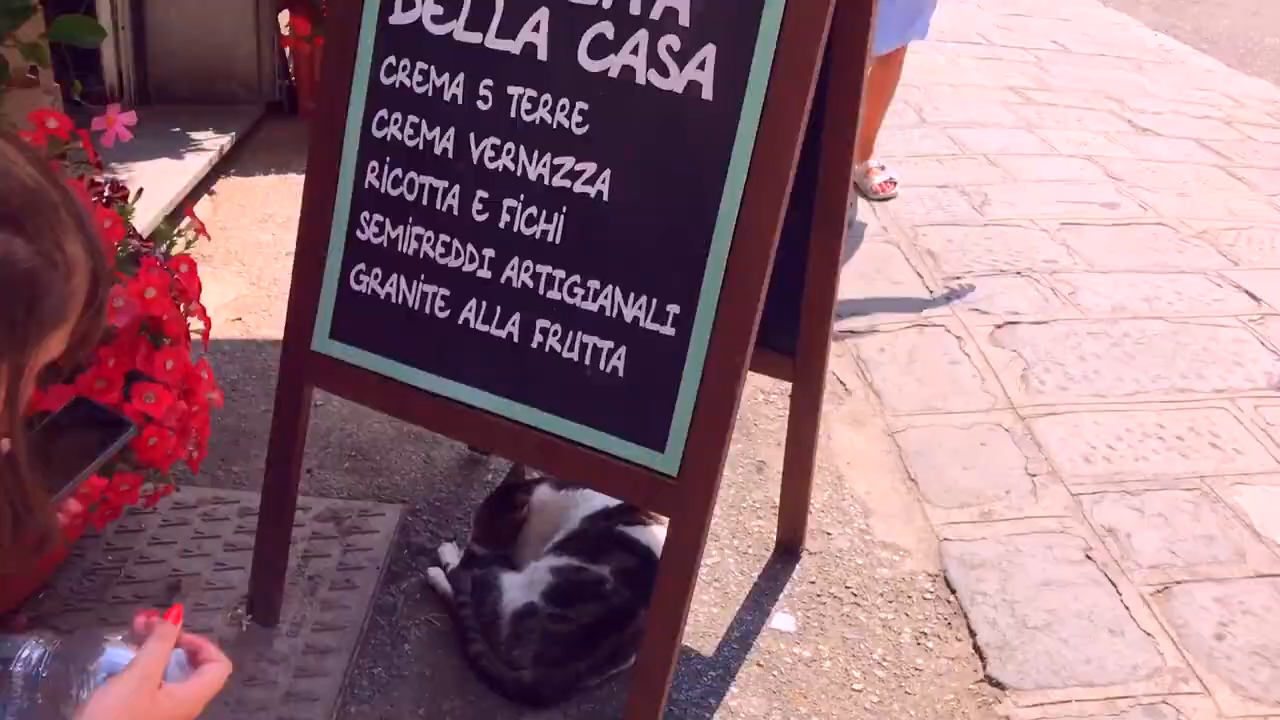 DELLA CASA
CREMA 5 TERRE
CREMA VERNAZZA
RICOTTA E FICHI
SEMIFREDDI ARTIGIANALI
GRANITE ALLA FRUTTA